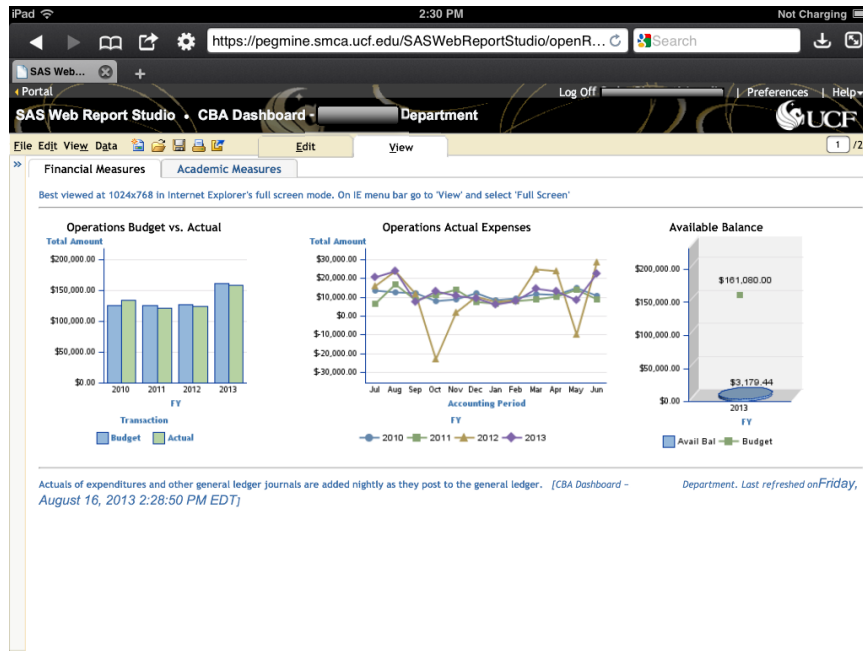 iPad 2:30 PM Not Charging
https://pegmine.smca.ucf.edu/SASWebReportStudio/openR... Search
SAS Web...
Portal Log Off | Preferences | Help
SAS Web Report Studio • CBA Dashboard - Department UCF
File Edit View Data Edit View 1 /2
» Financial Measures Academic Measures
Best viewed at 1024x768 in Internet Explorer's full screen mode. On IE menu bar go to 'View' and select 'Full Screen'
Operations Budget vs. Actual
Total Amount
$200,000.00
$150,000.00
$100,000.00
$50,000.00
$0.00
2010 2011 2012 2013
FY
Transaction
Budget Actual
Operations Actual Expenses
Total Amount
$30,000.00
$20,000.00
$10,000.00
$0.00
$-10,000.00
$-20,000.00
$-30,000.00
Jul Aug Sep Oct Nov Dec Jan Feb Mar Apr May Jun
Accounting Period
FY
2010 2011 2012 2013
Available Balance
$200,000.00
$161,080.00
$150,000.00
$100,000.00
$50,000.00
$3,179.44
$0.00
2013
FY
Avail Bal Budget
Actuals of expenditures and other general ledger journals are added nightly as they post to the general ledger. [CBA Dashboard – Department. Last refreshed onFriday,
August 16, 2013 2:28:50 PM EDT]